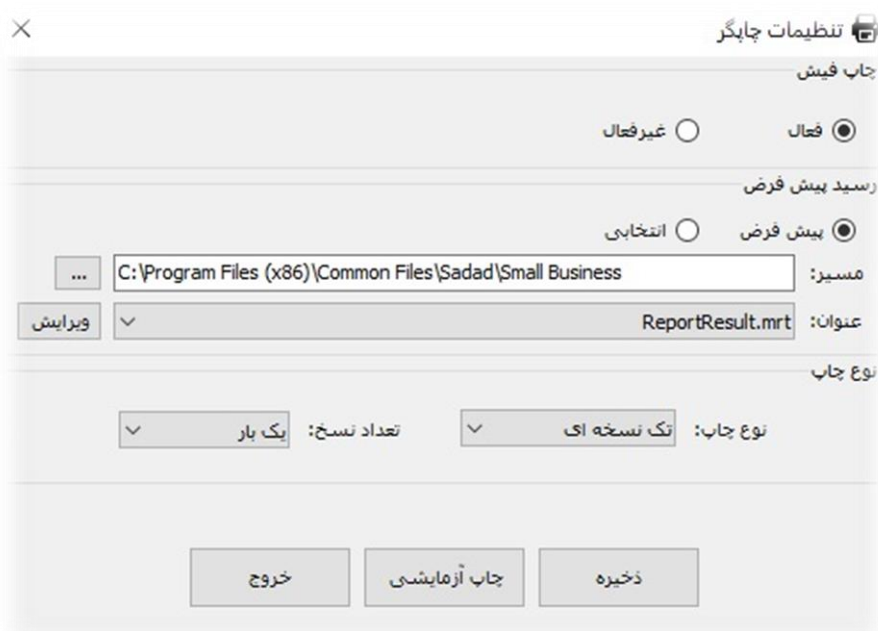 تنظیمات چاپگر
چاپ فیش
فعال غیرفعال
رسید پیش فرض
پیش فرض انتخابی
مسیر: C:\Program Files (x86)\Common Files\Sadad\Small Business ...
عنوان: ReportResult.mrt ویرایش
نوع چاپ
نوع چاپ: تک نسخه ای تعداد نسخ: یک بار
ذخیره چاپ آزمایشی خروج